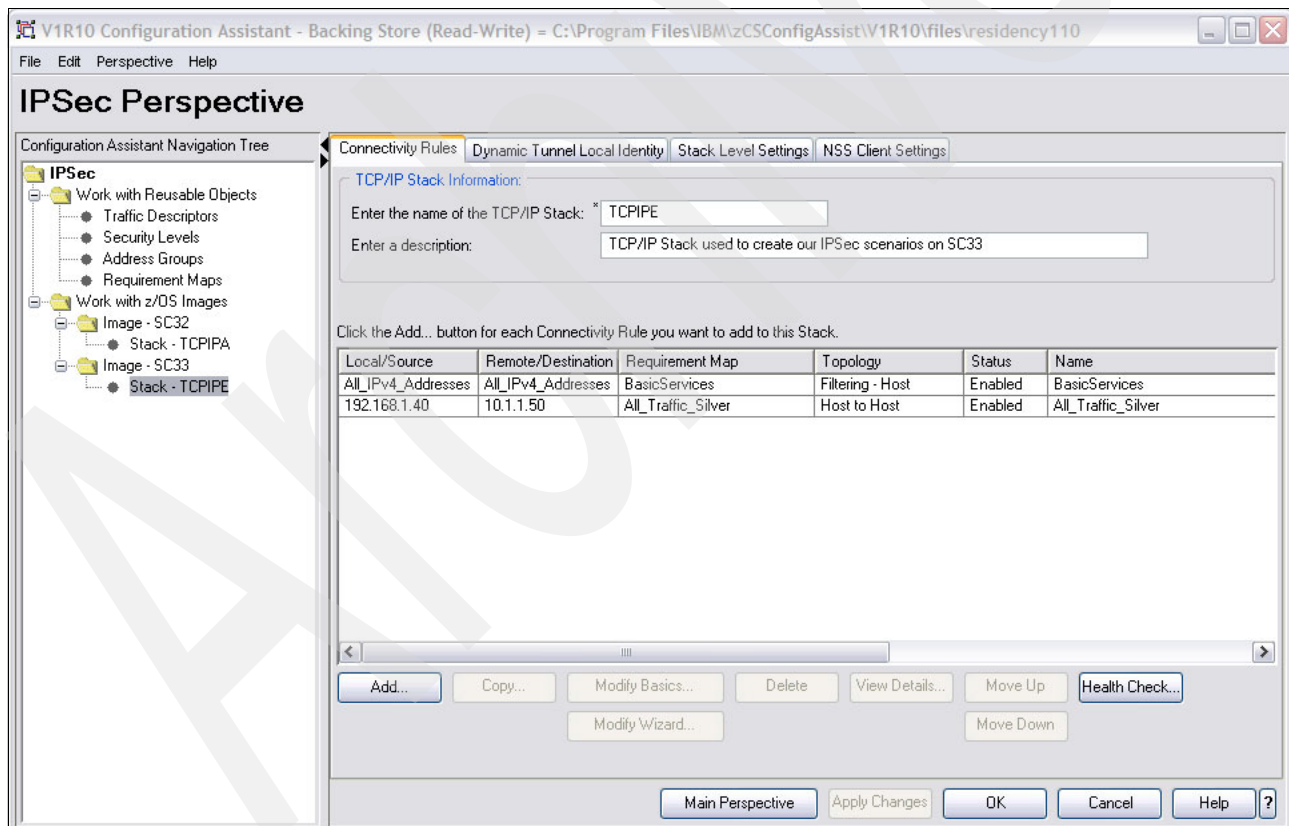 V1R10 Configuration Assistant - Backing Store (Read-Write) = C:\Program Files\IBM\zCSConfigAssist\V1R10\files\residency110
File Edit Perspective Help
IPSec Perspective
Configuration Assistant Navigation Tree
IPSec
Work with Reusable Objects
Traffic Descriptors
Security Levels
Address Groups
Requirement Maps
Work with z/OS Images
Image - SC32
Stack - TCPIPA
Image - SC33
Stack - TCPIPE
Connectivity Rules Dynamic Tunnel Local Identity Stack Level Settings NSS Client Settings
TCP/IP Stack Information:
Enter the name of the TCP/IP Stack: * TCPIPE
Enter a description: TCP/IP Stack used to create our IPSec scenarios on SC33
Click the Add... button for each Connectivity Rule you want to add to this Stack.
Local/Source Remote/Destination Requirement Map Topology Status Name
All_IPv4_Addresses All_IPv4_Addresses BasicServices Filtering - Host Enabled BasicServices
192.168.1.40 10.1.1.50 All_Traffic_Silver Host to Host Enabled All_Traffic_Silver
Add... Copy... Modify Basics... Delete View Details... Move Up Health Check...
Modify Wizard... Move Down
Main Perspective Apply Changes OK Cancel Help ?